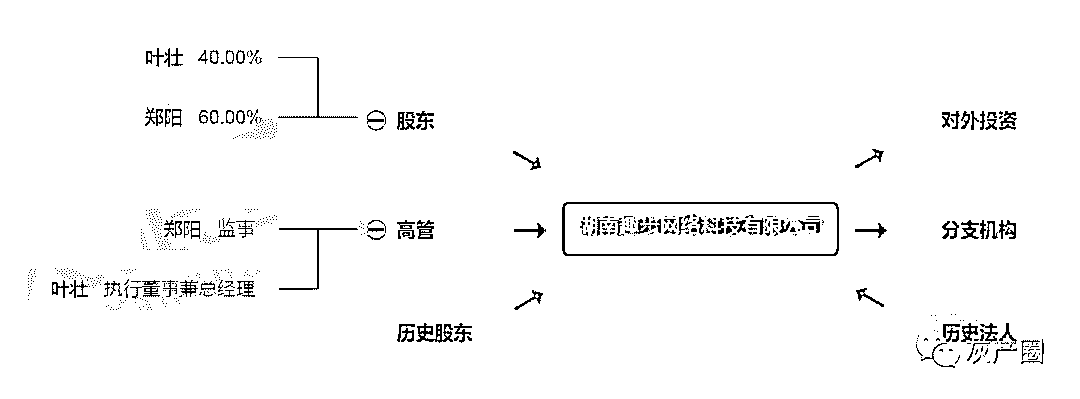 叶壮 40.00%
郑阳 60.00%
股东
对外投资
郑阳 监事
高管
湖南趣步网络科技有限公司
分支机构
叶壮 执行董事兼总经理
历史股东
历史法人
灰产圈